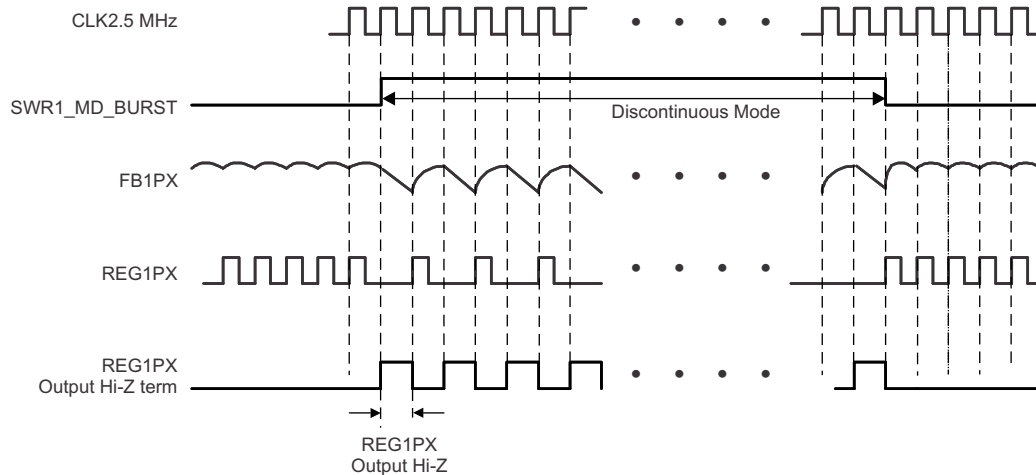 CLK2.5 MHz
SWR1_MD_BURST
Discontinuous Mode
FB1PX
REG1PX
REG1PX
Output Hi-Z term
REG1PX
Output Hi-Z